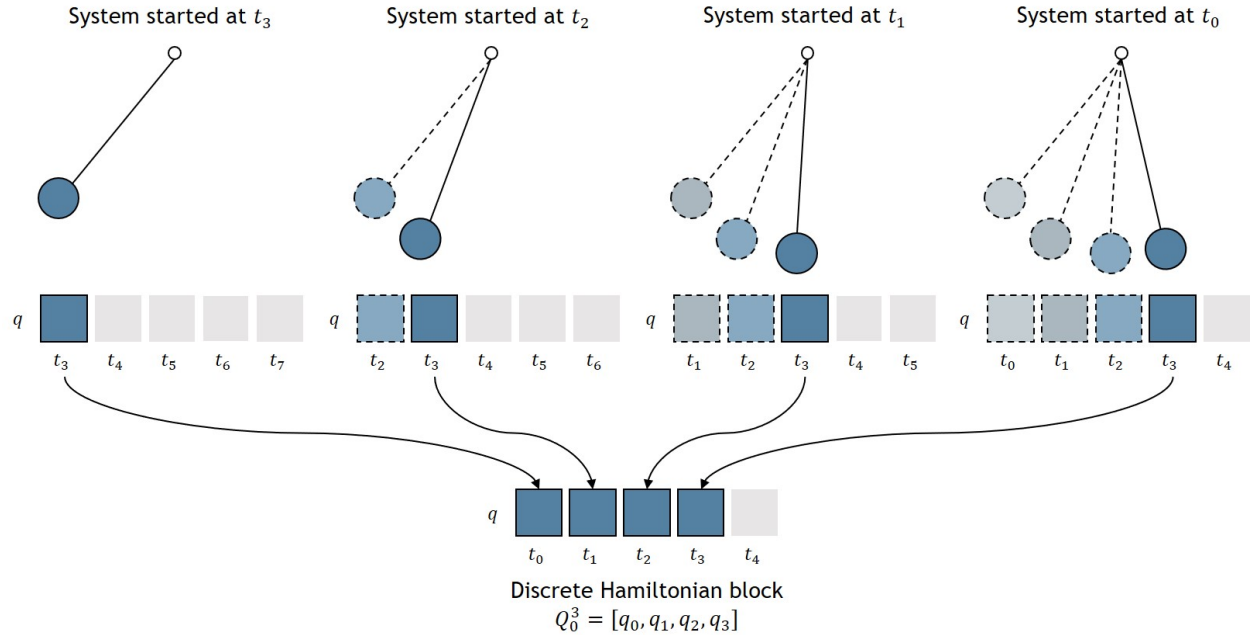 System started at t₃
System started at t₂
System started at t₁
System started at t₀
q
t₃ t₄ t₅ t₆ t₇
q
t₂ t₃ t₄ t₅ t₆
q
t₁ t₂ t₃ t₄ t₅
q
t₀ t₁ t₂ t₃ t₄
q
t₀ t₁ t₂ t₃ t₄
Discrete Hamiltonian block
Q₀³ = [q₀, q₁, q₂, q₃]